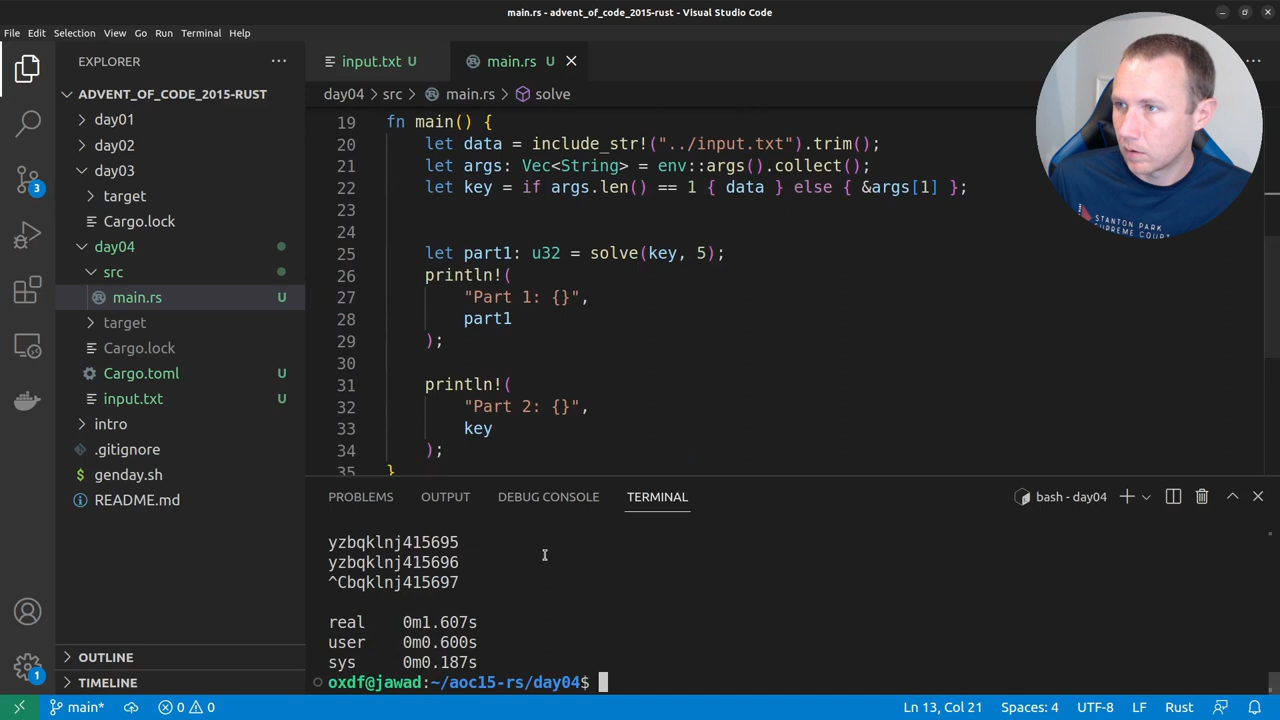 main.rs - advent_of_code_2015-rust - Visual Studio Code
File Edit Selection View Go Run Terminal Help
EXPLORER
ADVENT_OF_CODE_2015-RUST
day01
day02
day03
target
Cargo.lock
day04
src
main.rs U
target
Cargo.lock
Cargo.toml U
input.txt U
intro
.gitignore
$ genday.sh
README.md
OUTLINE
TIMELINE
3
1
input.txt U
main.rs U
day04 > src > main.rs > solve
19 fn main() {
20 let data = include_str!("../input.txt").trim();
21 let args: Vec<String> = env::args().collect();
22 let key = if args.len() == 1 { data } else { &args[1] };
23
24
25 let part1: u32 = solve(key, 5);
26 println!(
27 "Part 1: {}",
28 part1
29 );
30
31 println!(
32 "Part 2: {}",
33 key
34 );
35 }
STANTON PARK
SUPREME COURT
PROBLEMS OUTPUT DEBUG CONSOLE TERMINAL
bash - day04
yzbqklnj415695
yzbqklnj415696
^Cbqklnj415697
real 0m1.607s
user 0m0.600s
sys 0m0.187s
oxdf@jawad:~/aoc15-rs/day04$
main* 0 0 Ln 13, Col 21 Spaces: 4 UTF-8 LF Rust